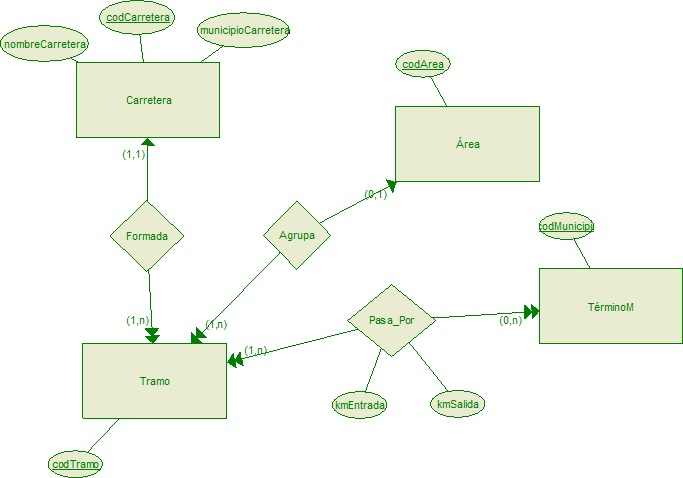 codCarretera
nombreCarretera
municipioCarretera
Carretera
codArea
Área
(1,1)
(0,1)
Formada
Agrupa
codMunicipi
TérminoM
(1,n)
(1,n)
Pasa_Por
(0,n)
(1,n)
Tramo
kmEntrada
kmSalida
codTramo